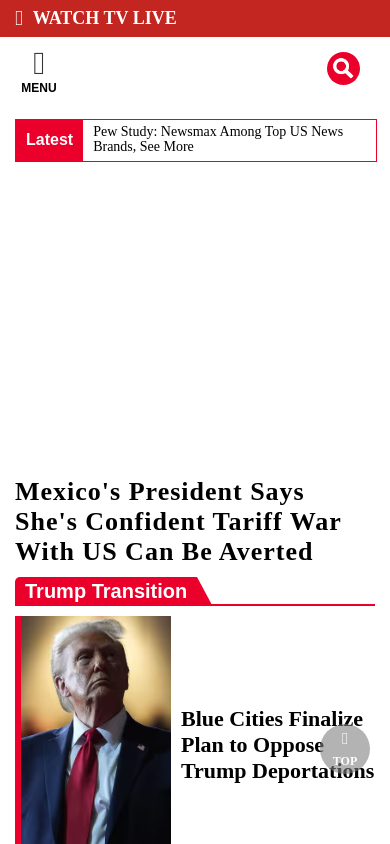 WATCH TV LIVE
MENU
Latest
Pew Study: Newsmax Among Top US News
Brands, See More
Mexico's President Says
She's Confident Tariff War
With US Can Be Averted
Trump Transition
Blue Cities Finalize
Plan to Oppose
Trump Deportations
TOP